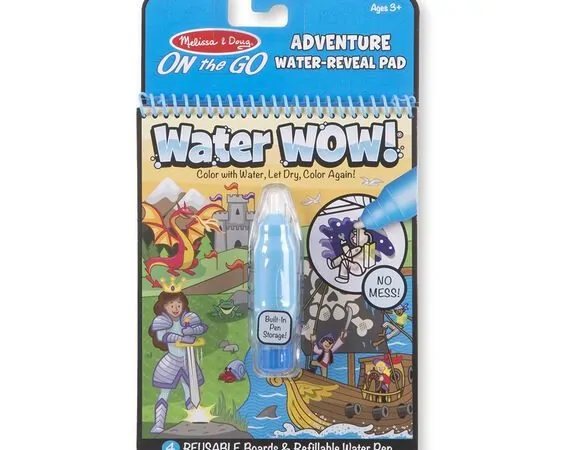 Ages 3+
Melissa & Doug
ON the GO
ADVENTURE
WATER-REVEAL PAD
Water WOW!
Color with Water, Let Dry, Color Again!
NO
MESS!
Built-In
Pen
Storage!
4 REUSABLE Boards & Refillable Water Pen